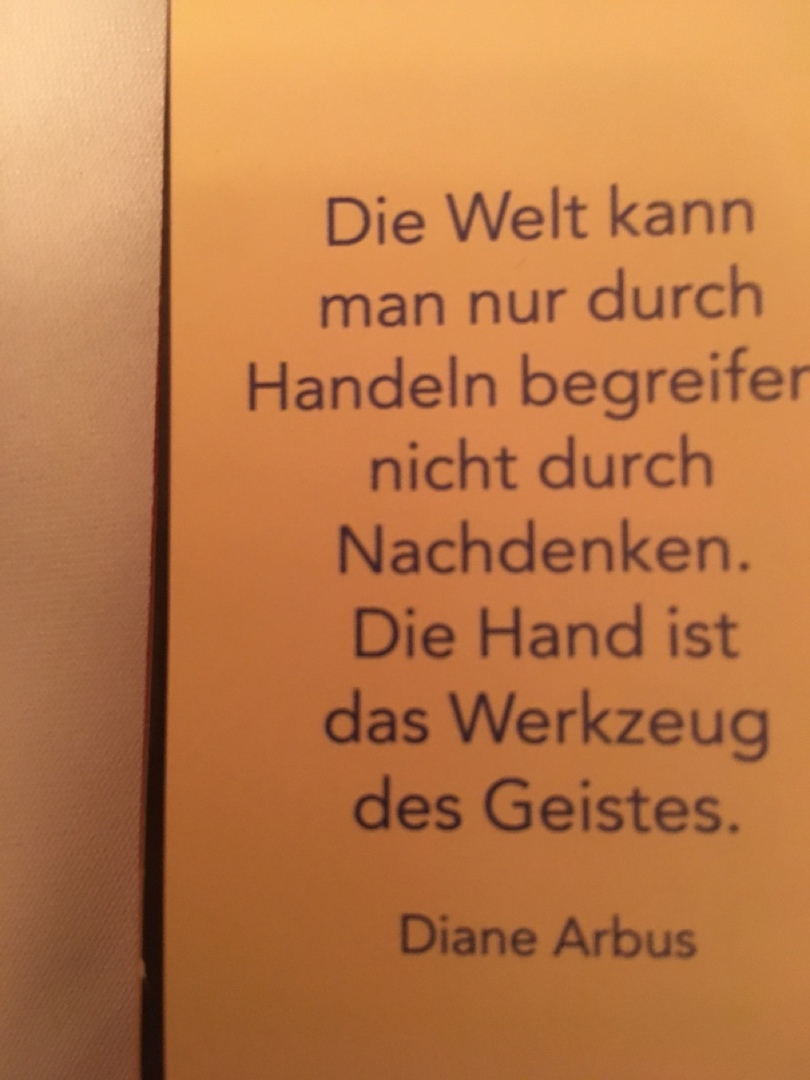 Die Welt kann
man nur durch
Handeln begreifen
nicht durch
Nachdenken.
Die Hand ist
das Werkzeug
des Geistes.
Diane Arbus